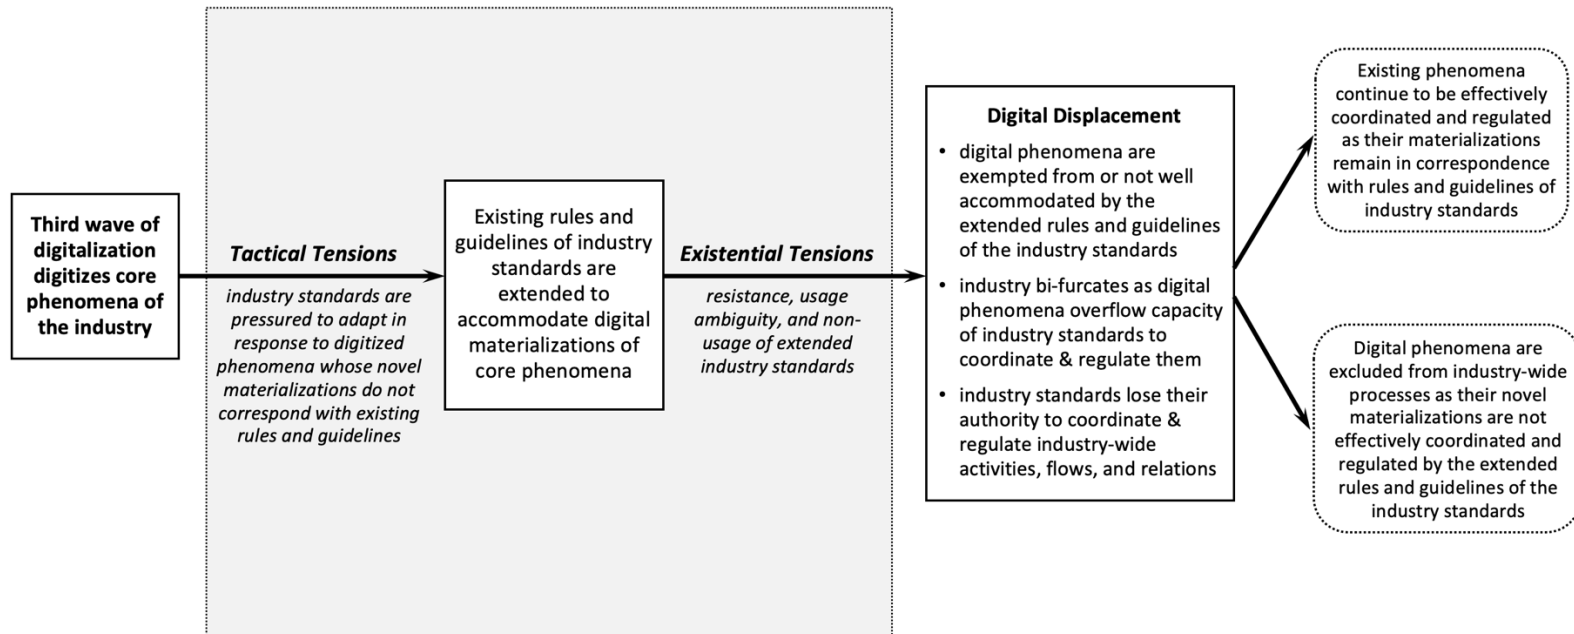 Third wave of
digitalization
digitizes core
phenomena of
the industry
Tactical Tensions
industry standards are
pressured to adapt in
response to digitized
phenomena whose novel
materializations do not
correspond with existing
rules and guidelines
Existing rules and
guidelines of industry
standards are
extended to
accommodate digital
materializations of
core phenomena
Existential Tensions
resistance, usage
ambiguity, and non-
usage of extended
industry standards
Digital Displacement
• digital phenomena are
exempted from or not well
accommodated by the
extended rules and guidelines
of the industry standards
• industry bi-furcates as digital
phenomena overflow capacity
of industry standards to
coordinate & regulate them
• industry standards lose their
authority to coordinate &
regulate industry-wide
activities, flows, and relations
Existing phenomena
continue to be effectively
coordinated and regulated
as their materializations
remain in correspondence
with rules and guidelines of
industry standards
Digital phenomena are
excluded from industry-wide
processes as their novel
materializations are not
effectively coordinated and
regulated by the extended
rules and guidelines of the
industry standards